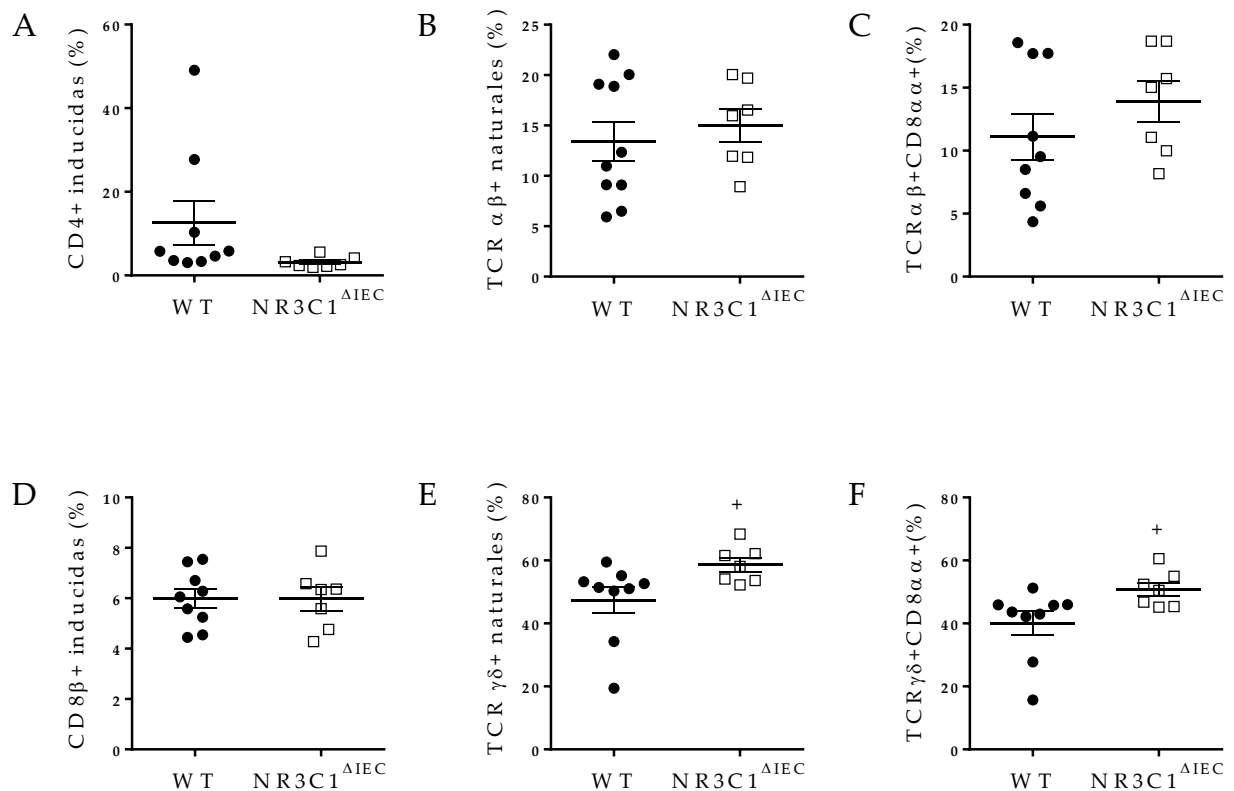 A
CD4+ inducidas (%)
60
40
20
0
WT
NR3C1ΔIEC
B
TCR αβ+ naturales (%)
25
20
15
10
5
0
WT
NR3C1ΔIEC
C
TCRαβ+CD8αα+(%)
20
15
10
5
0
WT
NR3C1ΔIEC
D
CD8β+ inducidas (%)
10
8
6
4
2
0
WT
NR3C1ΔIEC
E
TCR γδ+ naturales (%)
80
60
40
20
0
+
WT
NR3C1ΔIEC
F
TCRγδ+CD8αα+(%)
80
60
40
20
0
+
WT
NR3C1ΔIEC